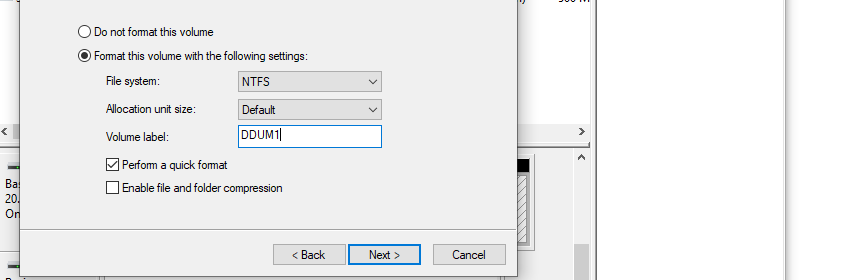 Do not format this volume
Format this volume with the following settings:
File system: NTFS
Allocation unit size: Default
Volume label: DDUM1
Perform a quick format
Enable file and folder compression
Bas
20.
On
< Back Next > Cancel